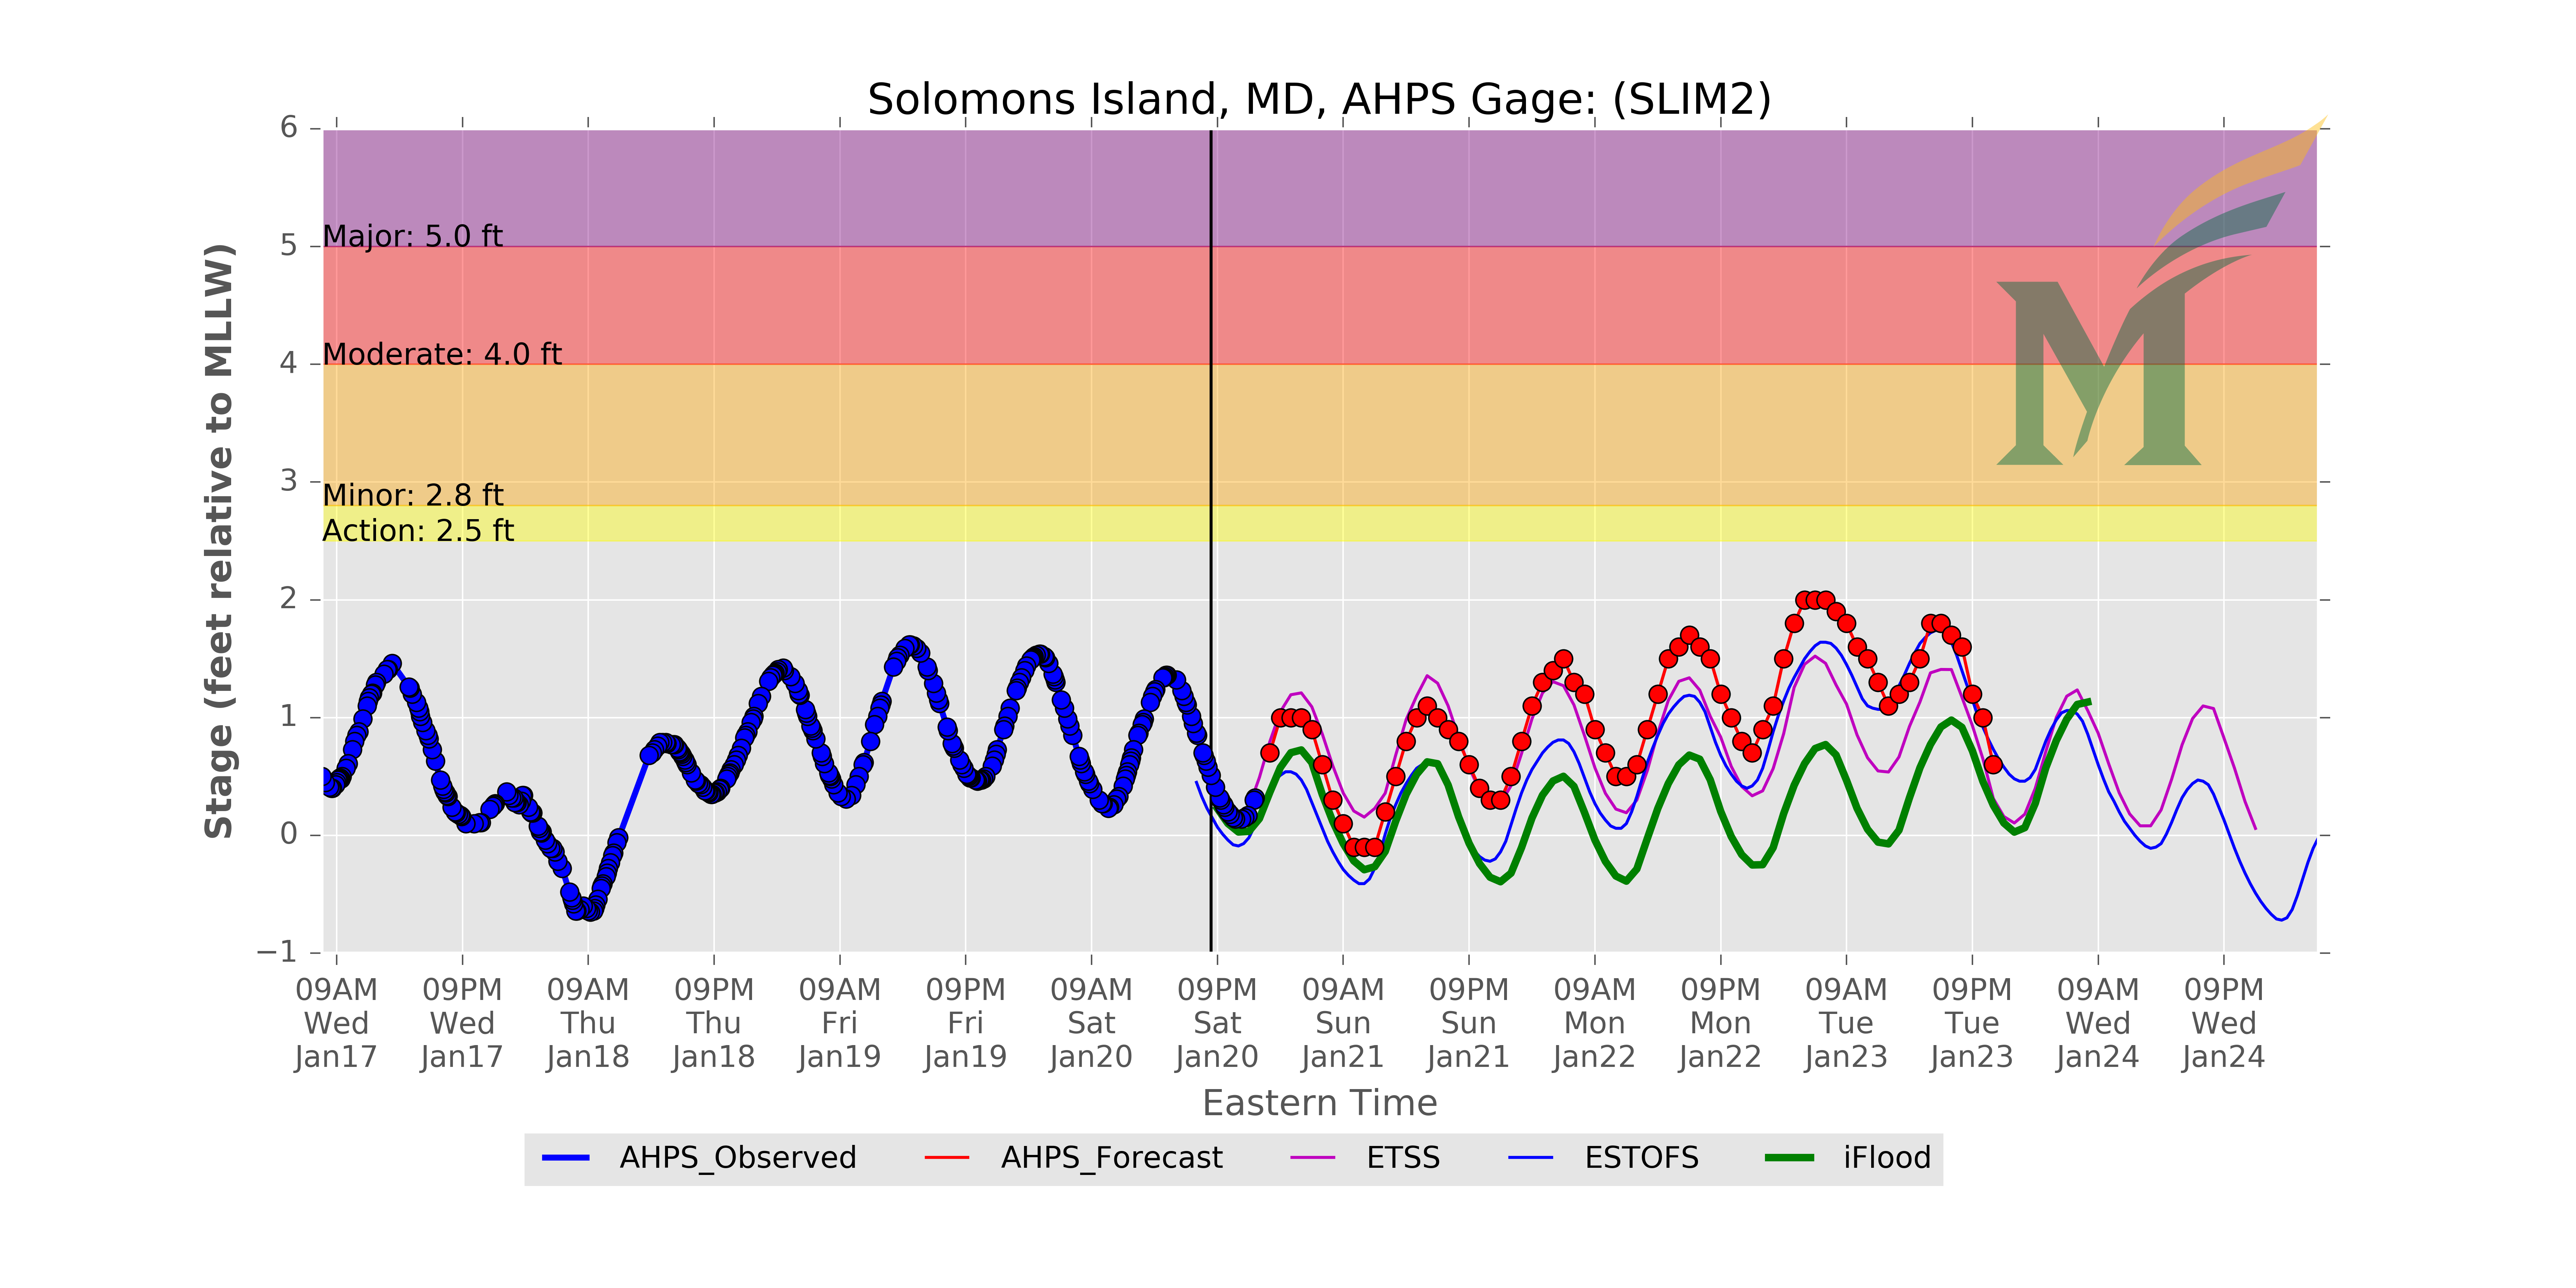 Solomons Island, MD, AHPS Gage: (SLIM2)
6
5
4
3
2
1
0
−1
Stage (feet relative to MLLW)
Major: 5.0 ft
Moderate: 4.0 ft
Minor: 2.8 ft
Action: 2.5 ft
M
09AM 09PM 09AM 09PM 09AM 09PM 09AM 09PM 09AM 09PM 09AM 09PM 09AM 09PM 09AM 09PM
Wed Wed Thu Thu Fri Fri Sat Sat Sun Sun Mon Mon Tue Tue Wed Wed
Jan17 Jan17 Jan18 Jan18 Jan19 Jan19 Jan20 Jan20 Jan21 Jan21 Jan22 Jan22 Jan23 Jan23 Jan24 Jan24
Eastern Time
AHPS_Observed AHPS_Forecast ETSS ESTOFS iFlood